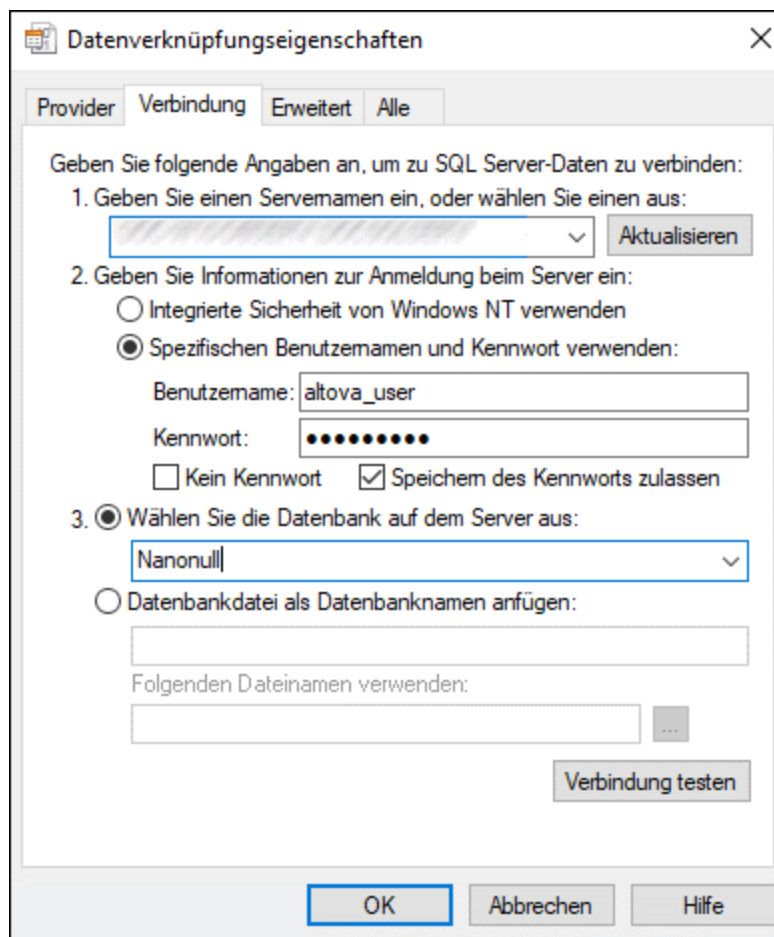 Datenverknüpfungseigenschaften
Provider Verbindung Erweitert Alle
Geben Sie folgende Angaben an, um zu SQL Server-Daten zu verbinden:
1. Geben Sie einen Servernamen ein, oder wählen Sie einen aus:
Aktualisieren
2. Geben Sie Informationen zur Anmeldung beim Server ein:
Integrierte Sicherheit von Windows NT verwenden
Spezifischen Benutzernamen und Kennwort verwenden:
Benutzername: altova_user
Kennwort: ●●●●●●●●●
Kein Kennwort Speichern des Kennworts zulassen
3. Wählen Sie die Datenbank auf dem Server aus:
Nanonull
Datenbankdatei als Datenbanknamen anfügen:
Folgenden Dateinamen verwenden:
...
Verbindung testen
OK Abbrechen Hilfe